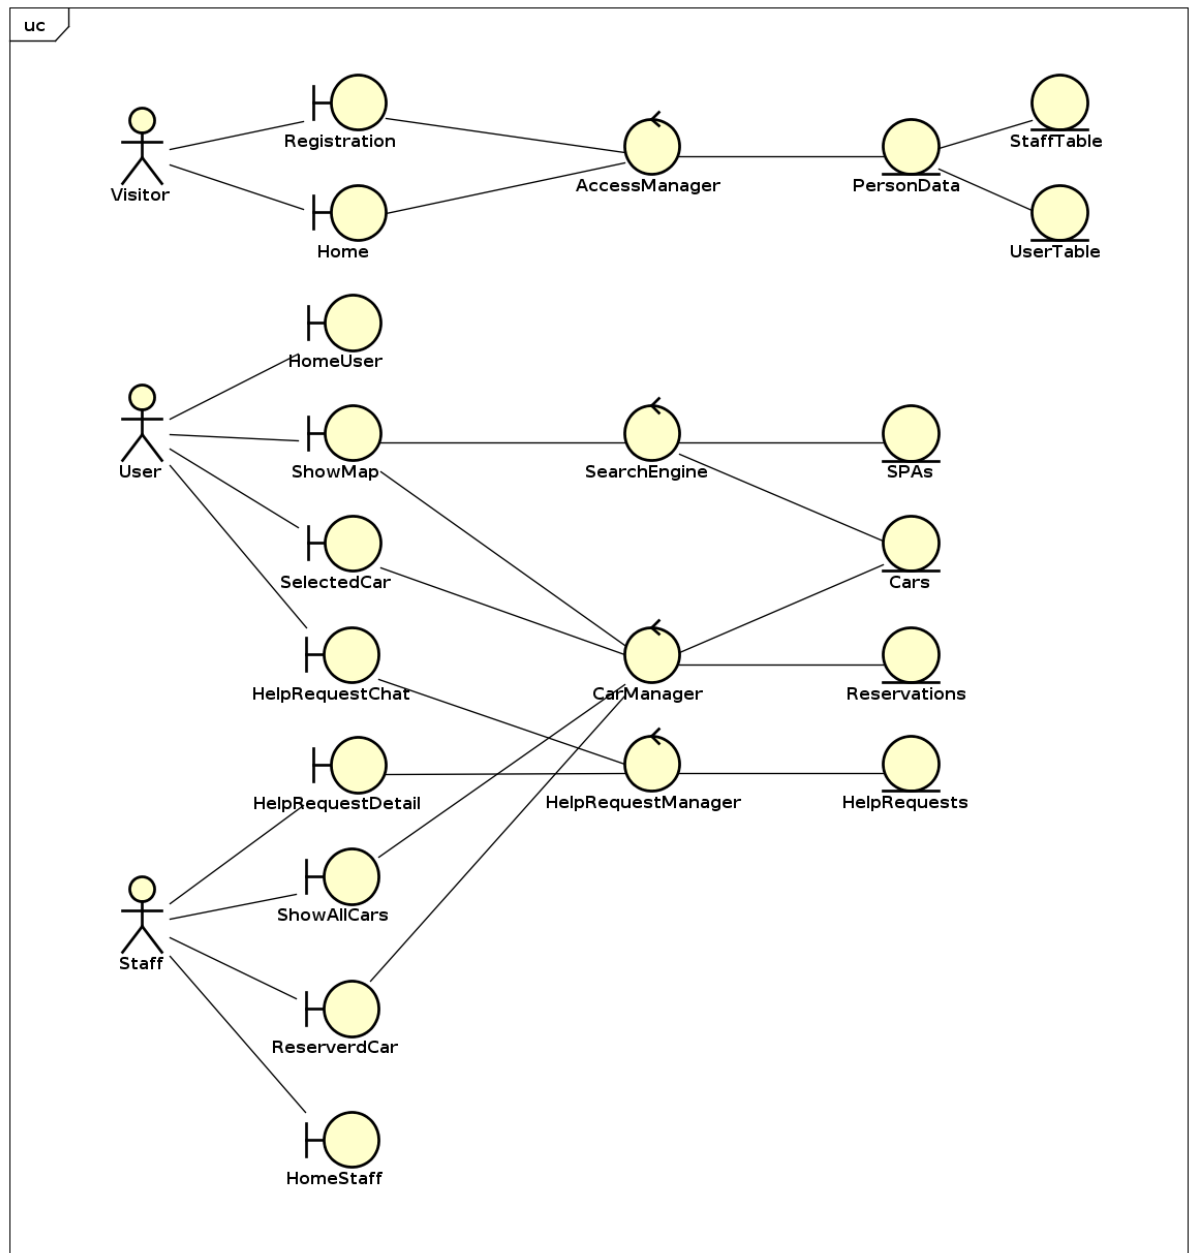 uc
Registration
StaffTable
Visitor
AccessManager
PersonData
Home
UserTable
HomeUser
User
ShowMap
SearchEngine
SPAs
SelectedCar
Cars
HelpRequestChat
CarManager
Reservations
HelpRequestDetail
HelpRequestManager
HelpRequests
ShowAllCars
Staff
ReserverdCar
HomeStaff